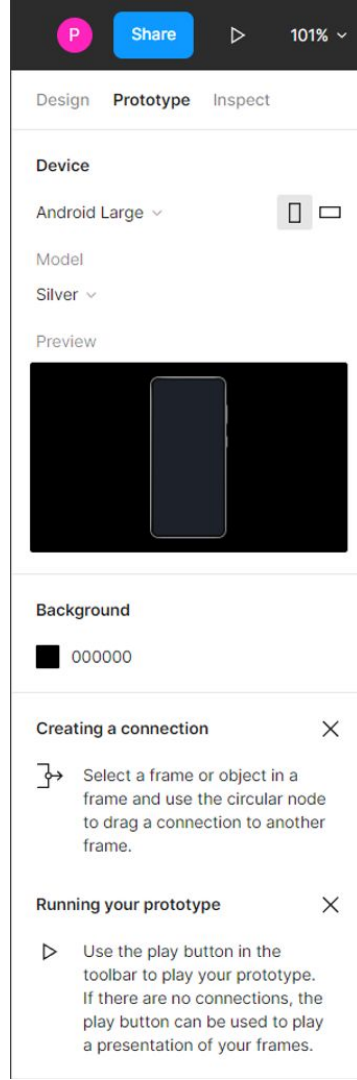 P Share 101%
Design Prototype Inspect
Device
Android Large
Model
Silver
Preview
Background
000000
Creating a connection
Select a frame or object in a
frame and use the circular node
to drag a connection to another
frame.
Running your prototype
Use the play button in the
toolbar to play your prototype.
If there are no connections, the
play button can be used to play
a presentation of your frames.